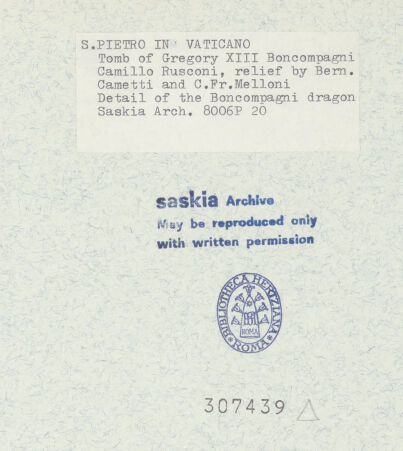 S.PIETRO IN VATICANO
Tomb of Gregory XIII Boncompagni
Camillo Rusconi, relief by Bern.
Cametti and C.Fr.Melloni
Detail of the Boncompagni dragon
Saskia Arch. 8006P 20
saskia Archive
May be reproduced only
with written permission
BIBLIOTHECA HERTZIANA
ROMA
ROMA
307439